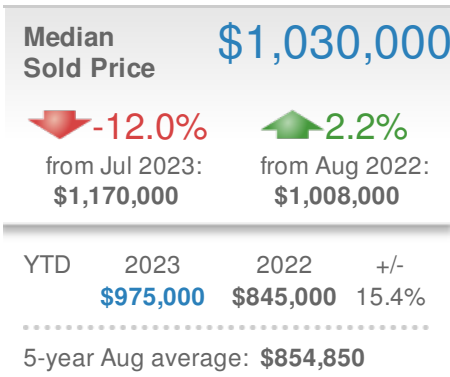 Median $1,030,000
Sold Price
-12.0% 2.2%
from Jul 2023: from Aug 2022:
$1,170,000 $1,008,000
YTD 2023 2022 +/-
$975,000 $845,000 15.4%
5-year Aug average: $854,850